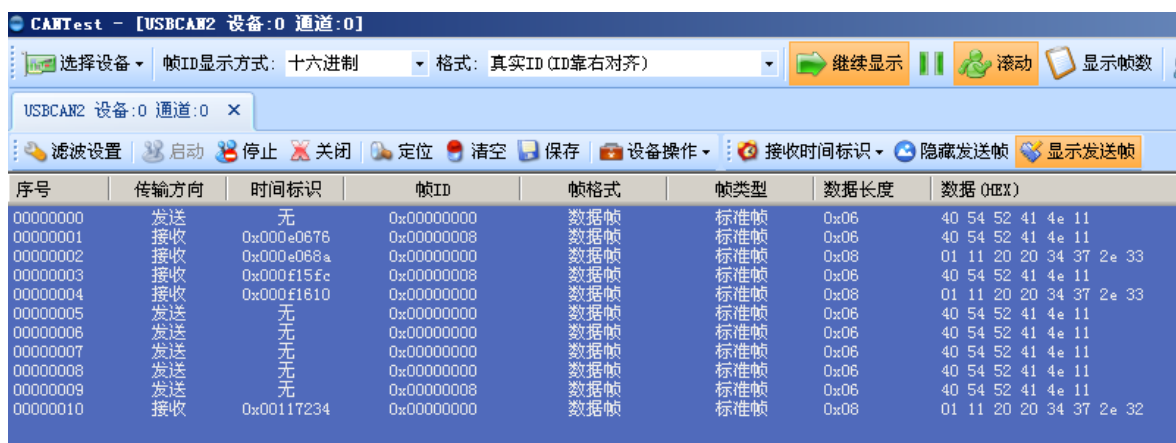 CANTest - [USBCAN2 设备:0 通道:0]
选择设备 帧ID显示方式: 十六进制 格式: 真实ID(ID靠右对齐) 继续显示 滚动 显示帧数
USBCAN2 设备:0 通道:0 ×
滤波设置 启动 停止 关闭 定位 清空 保存 设备操作 接收时间标识 隐藏发送帧 显示发送帧
序号 传输方向 时间标识 帧ID 帧格式 帧类型 数据长度 数据(HEX)
00000000 发送 无 0x00000000 数据帧 标准帧 0x06 40 54 52 41 4e 11
00000001 接收 0x000e0676 0x00000008 数据帧 标准帧 0x06 40 54 52 41 4e 11
00000002 接收 0x000e068a 0x00000000 数据帧 标准帧 0x08 01 11 20 20 34 37 2e 33
00000003 接收 0x000f15fc 0x00000008 数据帧 标准帧 0x06 40 54 52 41 4e 11
00000004 接收 0x000f1610 0x00000000 数据帧 标准帧 0x08 01 11 20 20 34 37 2e 33
00000005 发送 无 0x00000000 数据帧 标准帧 0x06 40 54 52 41 4e 11
00000006 发送 无 0x00000000 数据帧 标准帧 0x06 40 54 52 41 4e 11
00000007 发送 无 0x00000000 数据帧 标准帧 0x06 40 54 52 41 4e 11
00000008 发送 无 0x00000000 数据帧 标准帧 0x06 40 54 52 41 4e 11
00000009 发送 无 0x00000008 数据帧 标准帧 0x06 40 54 52 41 4e 11
00000010 接收 0x00117234 0x00000000 数据帧 标准帧 0x08 01 11 20 20 34 37 2e 32